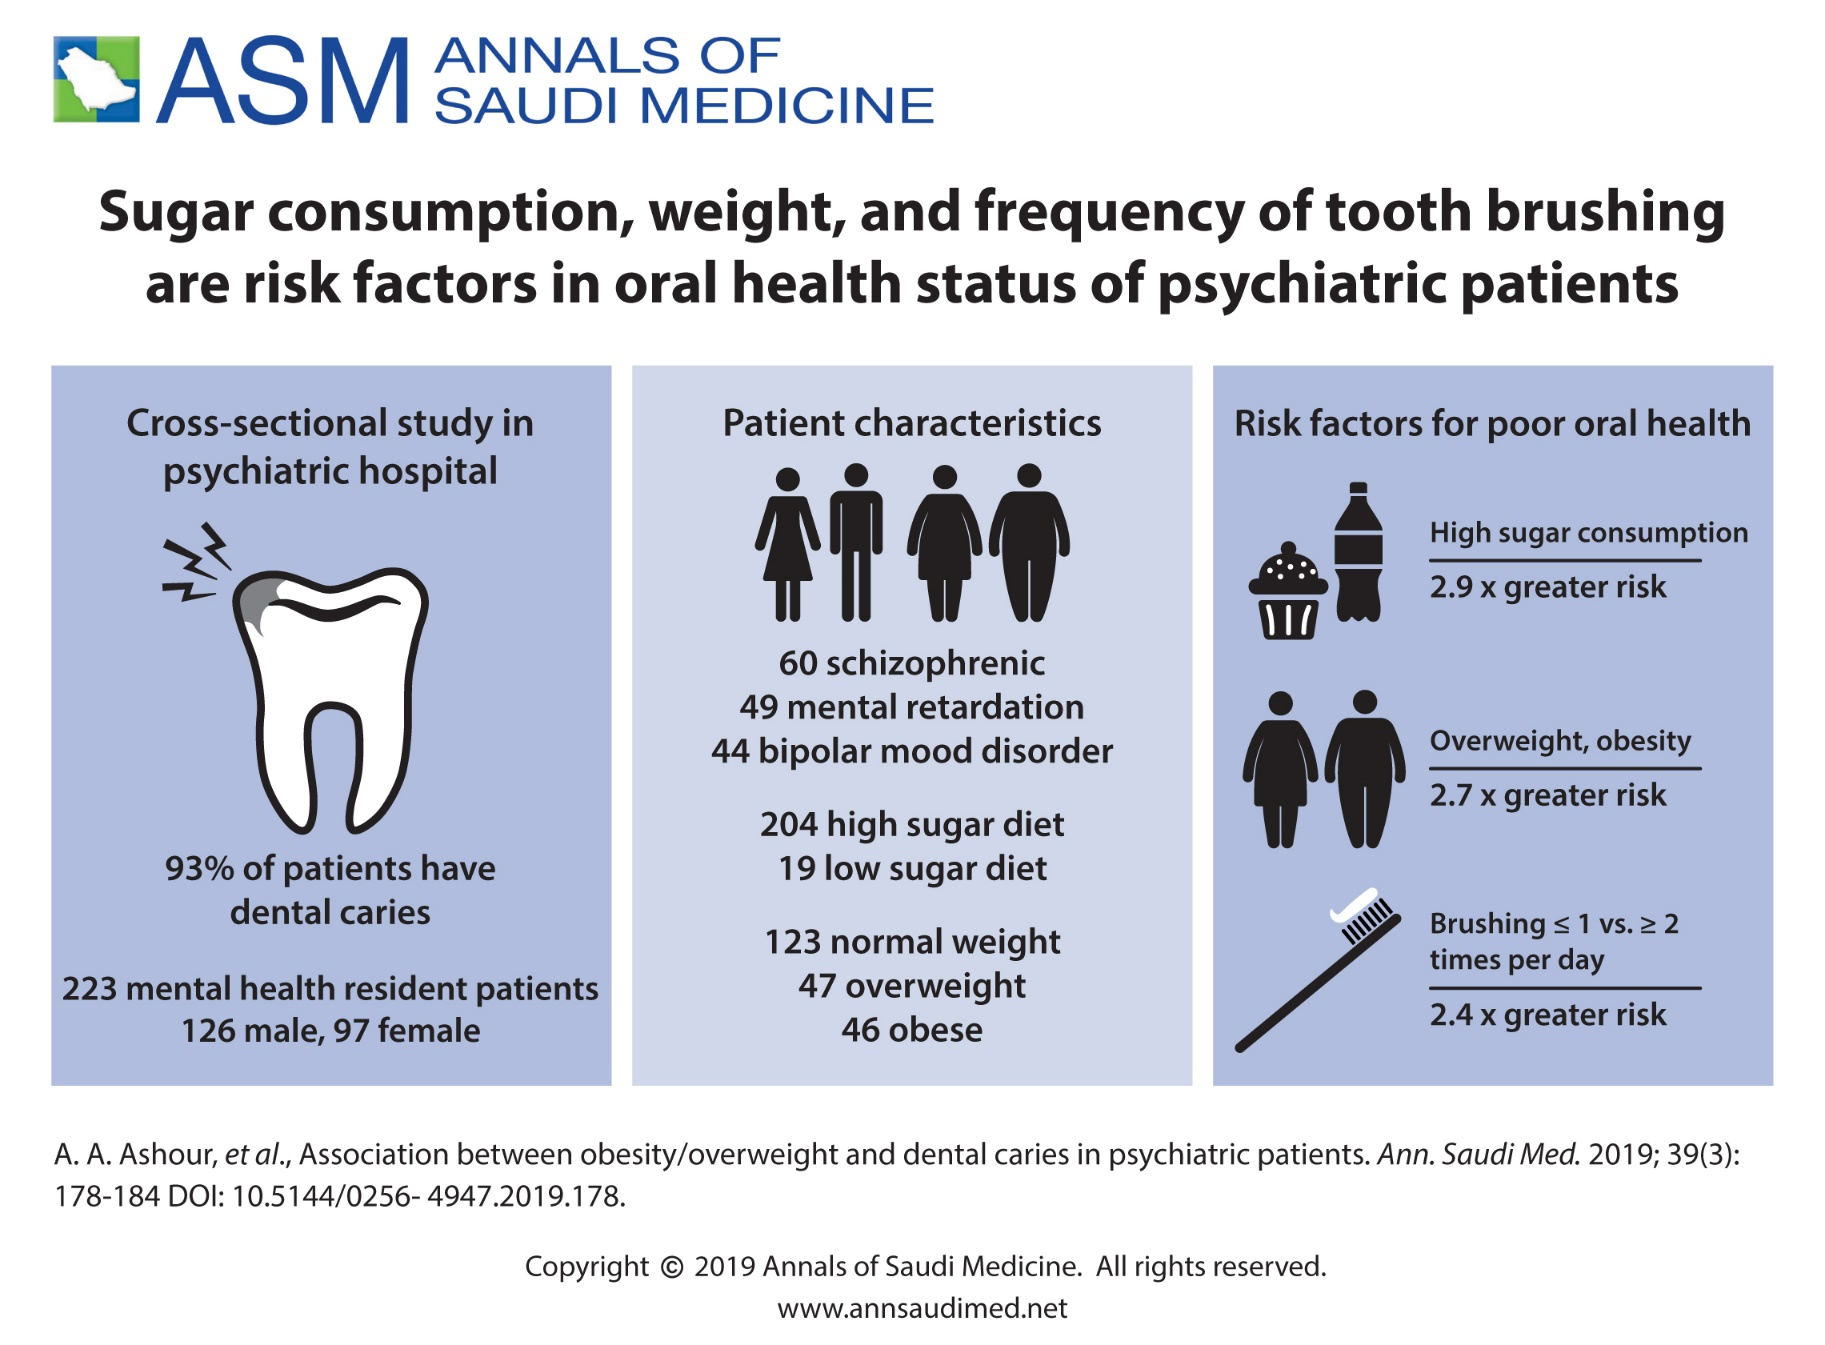 ASM ANNALS OF
SAUDI MEDICINE
Sugar consumption, weight, and frequency of tooth brushing
are risk factors in oral health status of psychiatric patients
Cross-sectional study in
psychiatric hospital
93% of patients have
dental caries
223 mental health resident patients
126 male, 97 female
Patient characteristics
60 schizophrenic
49 mental retardation
44 bipolar mood disorder
204 high sugar diet
19 low sugar diet
123 normal weight
47 overweight
46 obese
Risk factors for poor oral health
High sugar consumption
2.9 x greater risk
Overweight, obesity
2.7 x greater risk
Brushing ≤ 1 vs. ≥ 2
times per day
2.4 x greater risk
A. A. Ashour, et al., Association between obesity/overweight and dental caries in psychiatric patients. Ann. Saudi Med. 2019; 39(3):
178-184 DOI: 10.5144/0256- 4947.2019.178.
Copyright © 2019 Annals of Saudi Medicine.  All rights reserved.
www.annsaudimed.net